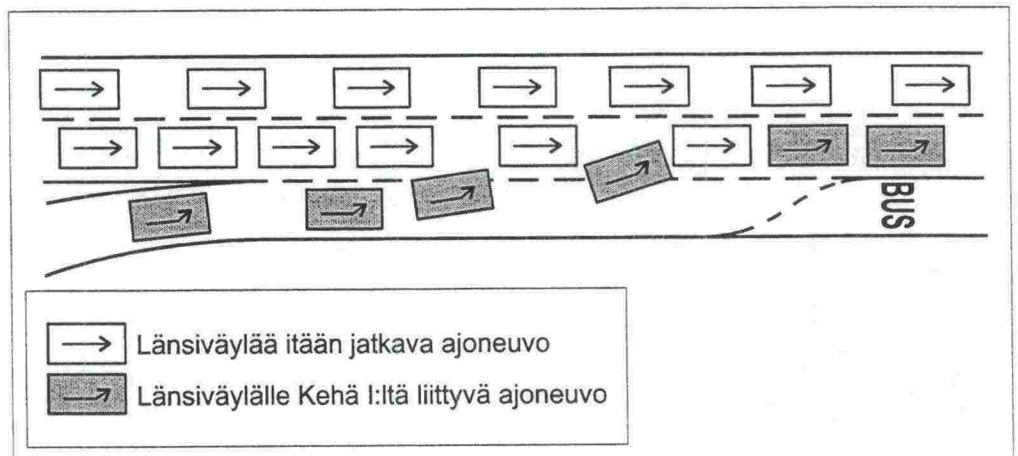 BUS
Länsiväylää itään jatkava ajoneuvo
Länsiväylälle Kehä I:ltä liittyvä ajoneuvo